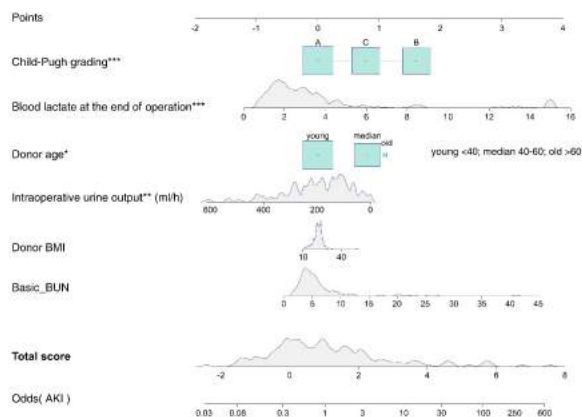 Points
-2 -1 0 1 2 3 4
A C B
Child-Pugh grading***
Blood lactate at the end of operation***
0 2 4 6 8 10 12 14 16
young median old
Donor age*
young <40; median 40-60; old >60
Intraoperative urine output** (ml/h)
600 400 200 0
Donor BMI
10 40
Basic_BUN
0 5 10 15 20 25 30 35 40 45
Total score
-2 0 2 4 6 8
Odds( AKI )
0.03 0.08 0.3 1 3 10 30 100 250 600